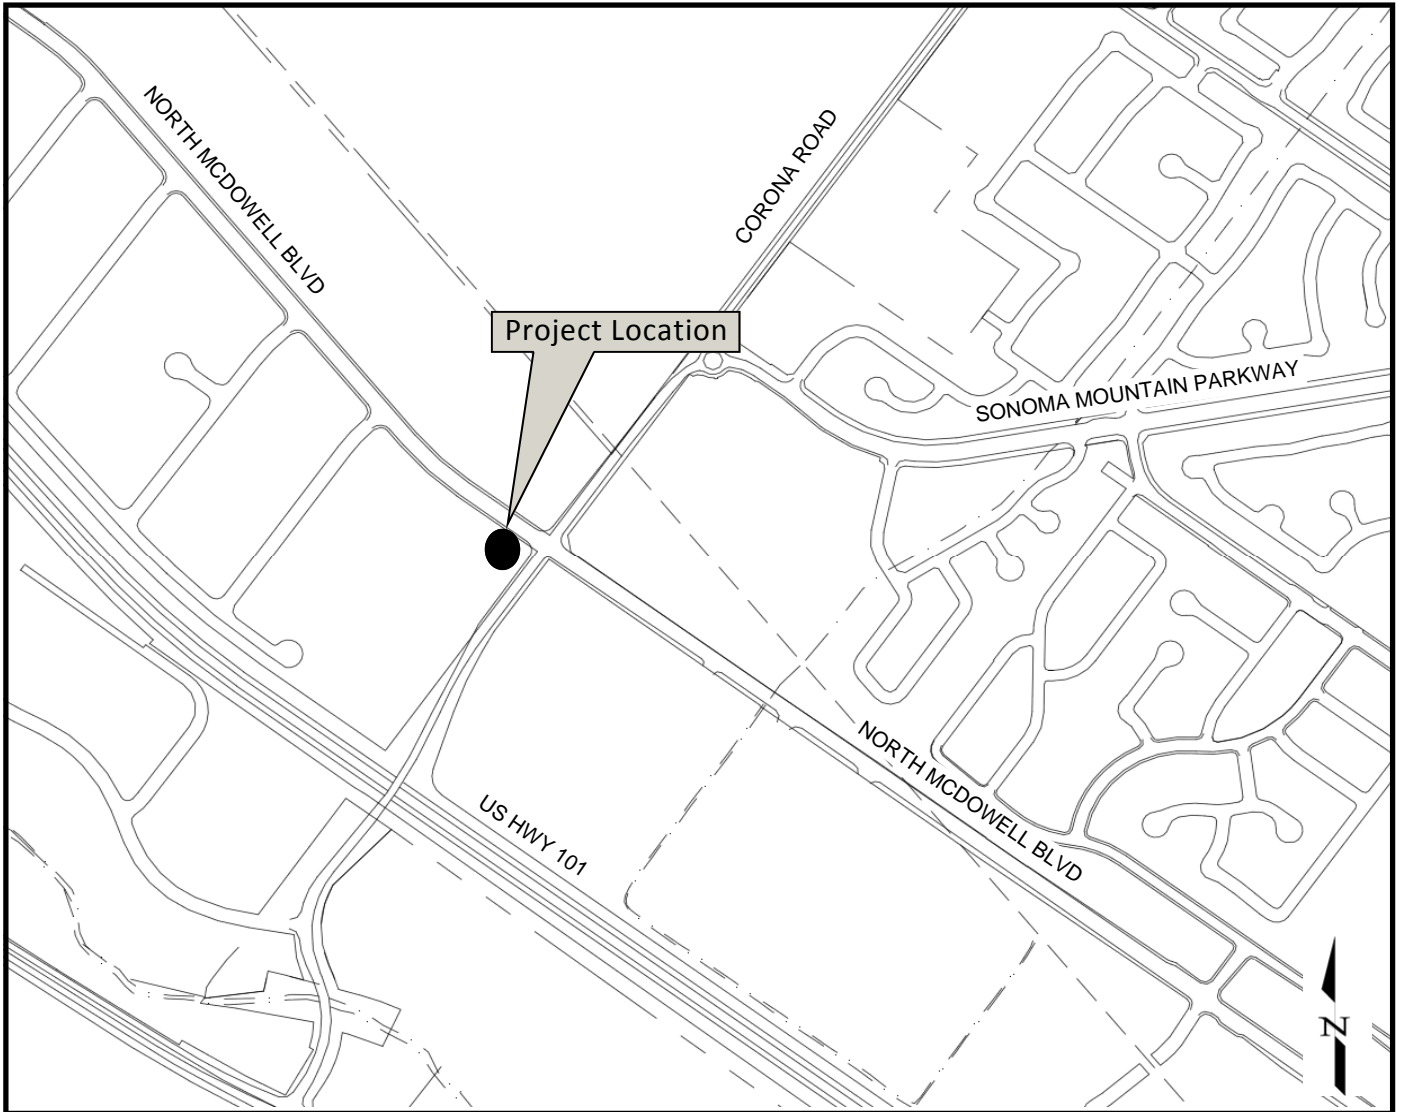 NORTH MCDOWELL BLVD
CORONA ROAD
Project Location
SONOMA MOUNTAIN PARKWAY
NORTH MCDOWELL BLVD
US HWY 101
N